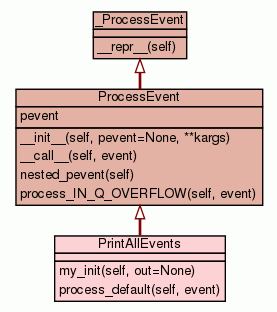 _ProcessEvent
__repr__(self)
ProcessEvent
pevent
__init__(self, pevent=None, **kargs)
__call__(self, event)
nested_pevent(self)
process_IN_Q_OVERFLOW(self, event)
PrintAllEvents
my_init(self, out=None)
process_default(self, event)